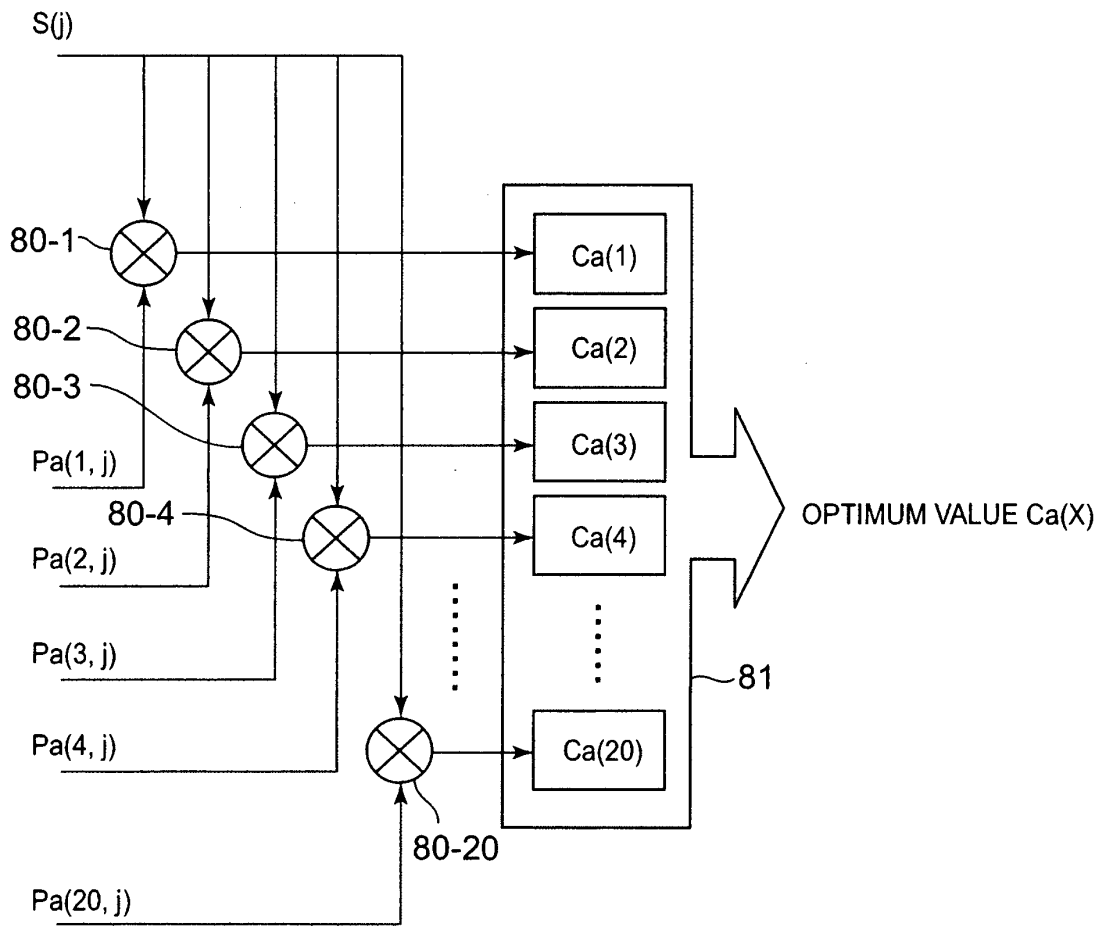 S(j)
80-1
Ca(1)
80-2
Ca(2)
80-3
Ca(3)
Pa(1, j)
80-4
Ca(4)
OPTIMUM VALUE Ca(X)
Pa(2, j)
Pa(3, j)
81
Pa(4, j)
Ca(20)
80-20
Pa(20, j)